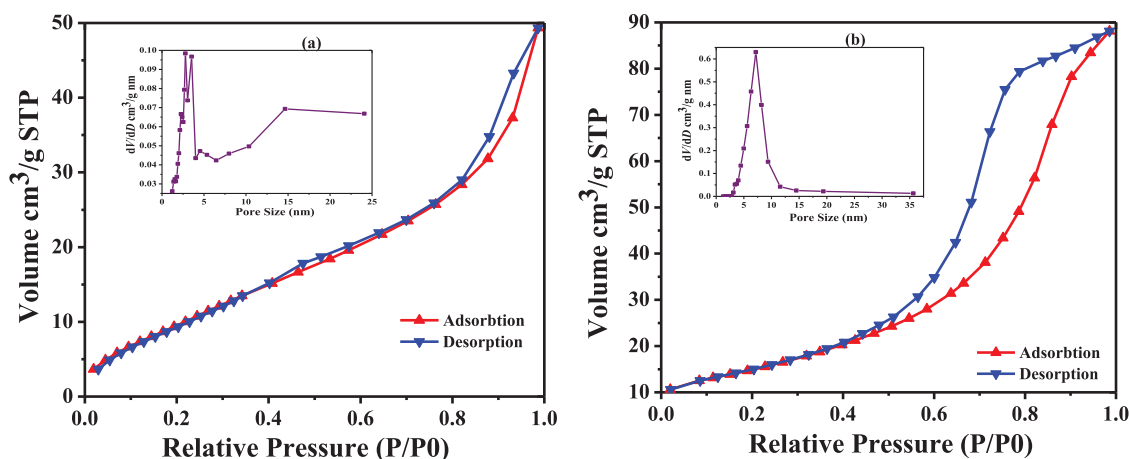 (a)
dV/dD cm³/g nm
0.10
0.09
0.08
0.07
0.06
0.05
0.04
0.03
0 5 10 15 20 25
Pore Size (nm)
Volume cm³/g STP
50
40
30
20
10
0
Adsorbtion
Desorption
0.0 0.2 0.4 0.6 0.8 1.0
Relative Pressure (P/P0)
(b)
dV/dD cm³/g nm
0.6
0.5
0.4
0.3
0.2
0.1
0.0
0 5 10 15 20 25 30 35
Pore Size (nm)
Volume cm³/g STP
90
80
70
60
50
40
30
20
10
Adsorbtion
Desorption
0.0 0.2 0.4 0.6 0.8 1.0
Relative Pressure (P/P0)